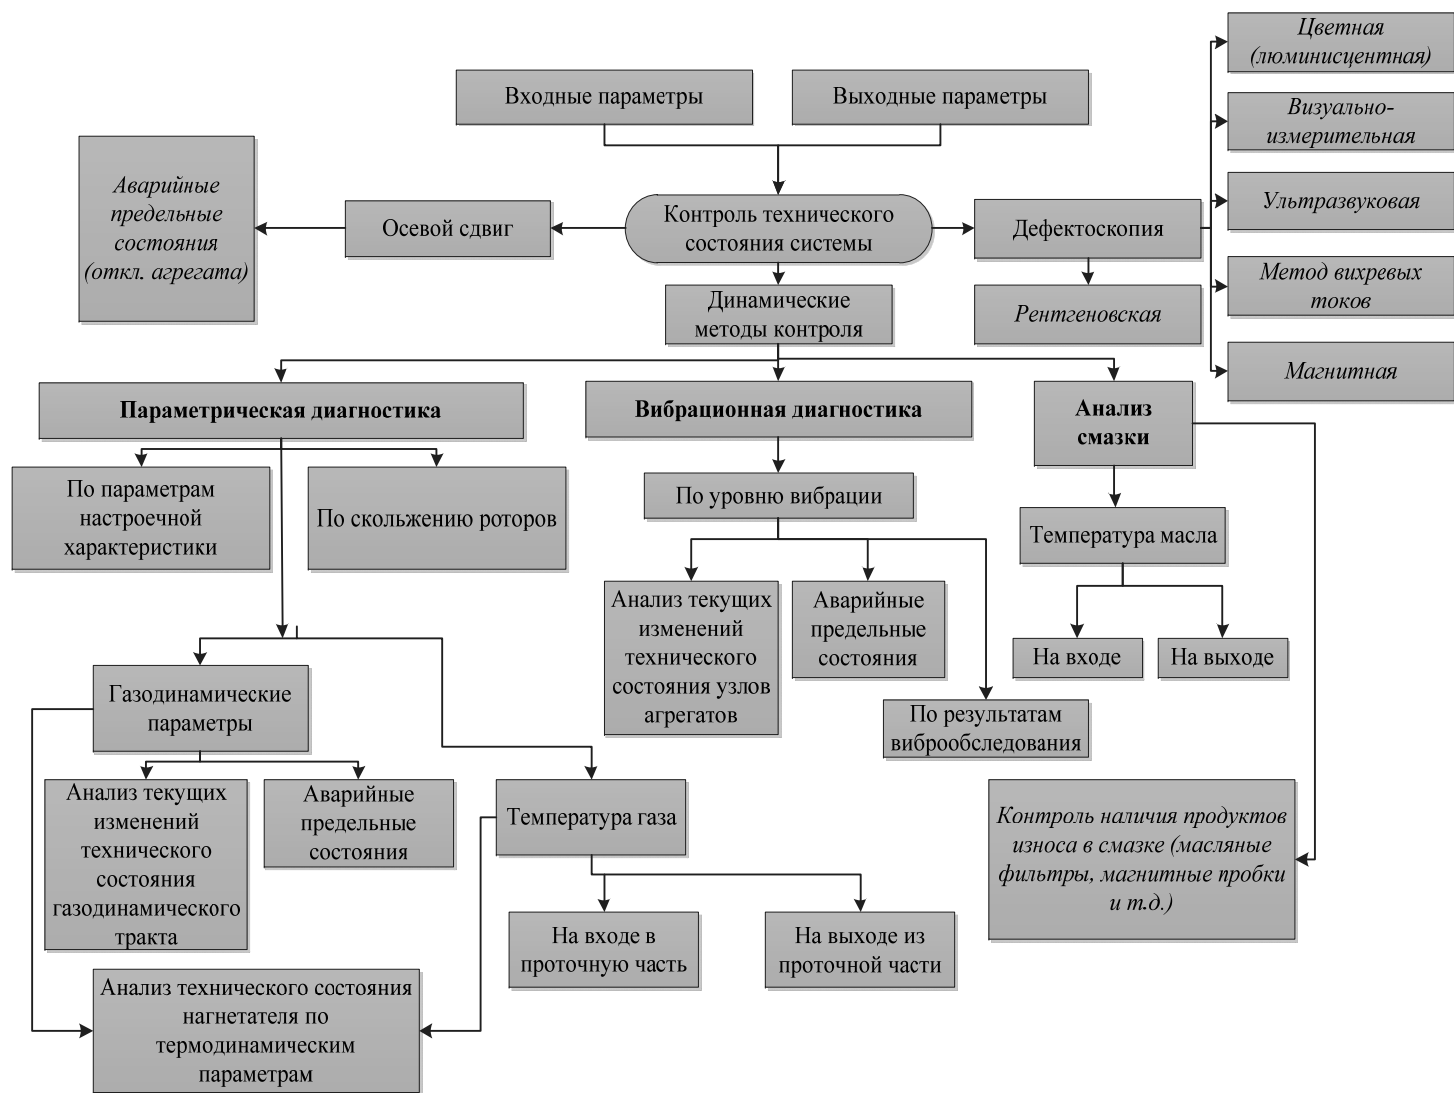 Цветная
(люминисцентная)
Входные параметры
Выходные параметры
Визуально-
измерительная
Аварийные
предельные
состояния
(откл. агрегата)
Осевой сдвиг
Контроль технического
состояния системы
Дефектоскопия
Ультразвуковая
Метод вихревых
токов
Динамические
методы контроля
Рентгеновская
Магнитная
Параметрическая диагностика
Вибрационная диагностика
Анализ
смазки
По параметрам
настроечной
характеристики
По скольжению роторов
По уровню вибрации
Температура масла
Анализ текущих
изменений
технического
состояния узлов
агрегатов
Аварийные
предельные
состояния
На входе
На выходе
По результатам
виброобследования
Газодинамические
параметры
Анализ текущих
изменений
технического
состояния
газодинамического
тракта
Аварийные
предельные
состояния
Температура газа
Контроль наличия продуктов
износа в смазке (масляные
фильтры, магнитные пробки
и т.д.)
На входе в
проточную часть
На выходе из
проточной части
Анализ технического состояния
нагнетателя по
термодинамическим
параметрам